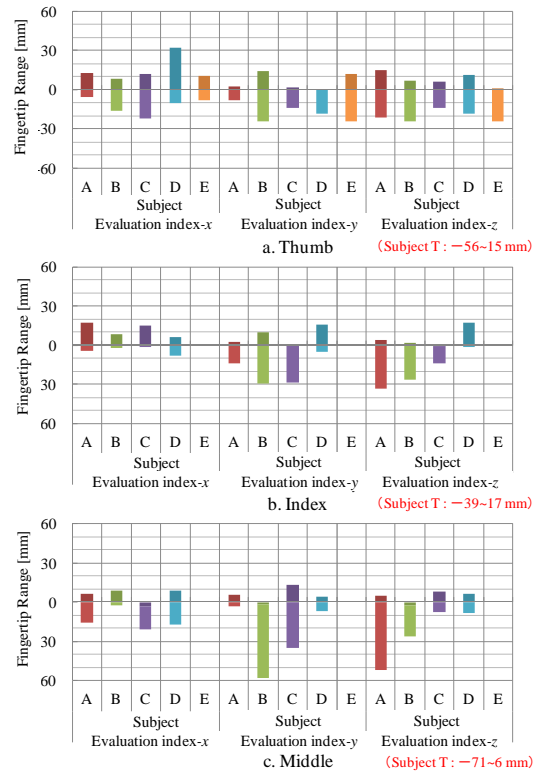 60
30
0
-30
-60
Fingertip Range [mm]
A B C D E A B C D E A B C D E
Subject Subject Subject
Evaluation index-x Evaluation index-y Evaluation index-z
a. Thumb (Subject T : －56~15 mm)
60
30
0
30
60
Fingertip Range [mm]
A B C D E A B C D E A B C D E
Subject Subject Subject
Evaluation index-x Evaluation index-y Evaluation index-z
b. Index (Subject T : －39~17 mm)
60
30
0
30
60
Fingertip Range [mm]
A B C D E A B C D E A B C D E
Subject Subject Subject
Evaluation index-x Evaluation index-y Evaluation index-z
c. Middle (Subject T : －71~6 mm)